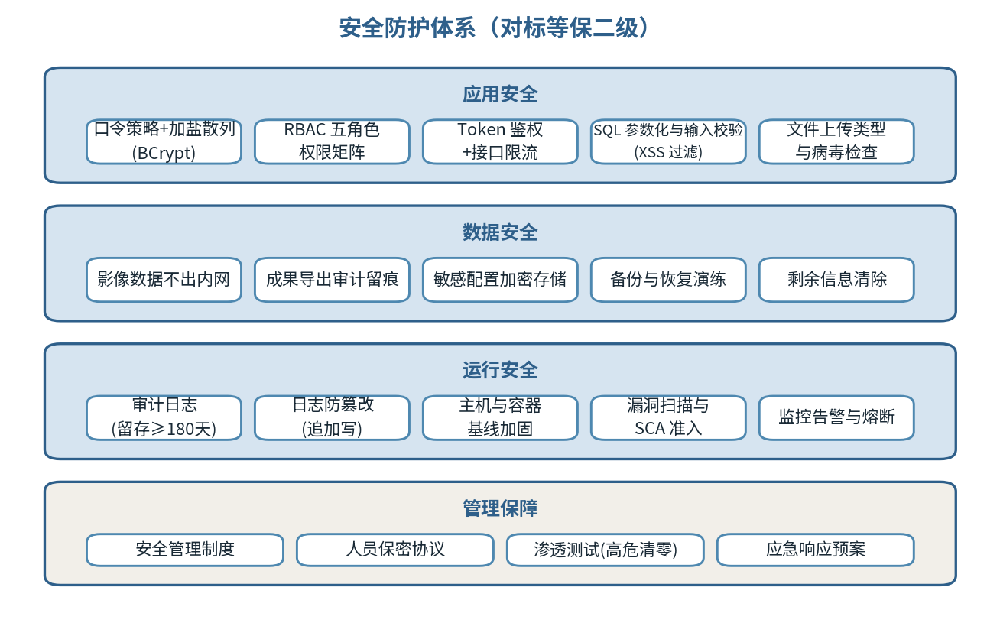 安全防护体系（对标等保二级）
应用安全
口令策略+加盐散列
(BCrypt)
RBAC 五角色
权限矩阵
Token 鉴权
+接口限流
SQL 参数化与输入校验
(XSS 过滤)
文件上传类型
与病毒检查
数据安全
影像数据不出内网
成果导出审计留痕
敏感配置加密存储
备份与恢复演练
剩余信息清除
运行安全
审计日志
(留存≥180天)
日志防篡改
(追加写)
主机与容器
基线加固
漏洞扫描与
SCA 准入
监控告警与熔断
管理保障
安全管理制度
人员保密协议
渗透测试(高危清零)
应急响应预案